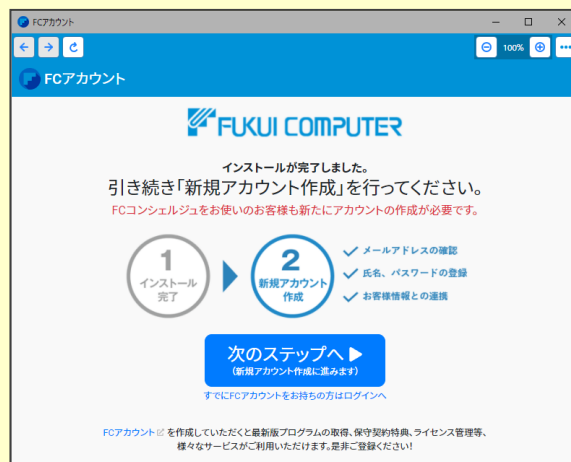 FCアカウント
100%
FCアカウント
FUKUI COMPUTER
インストールが完了しました。
引き続き「新規アカウント作成」を行ってください。
FCコンシェルジュをお使いのお客様も新たにアカウントの作成が必要です。
1
インストール
完了
2
新規アカウント
作成
メールアドレスの確認
氏名、パスワードの登録
お客様情報との連携
次のステップへ ▶
(新規アカウント作成に進みます)
すでにFCアカウントをお持ちの方はログインへ
FCアカウント を作成していただくと最新版プログラムの取得、保守契約特典、ライセンス管理等、
様々なサービスがご利用いただけます。是非ご登録ください!